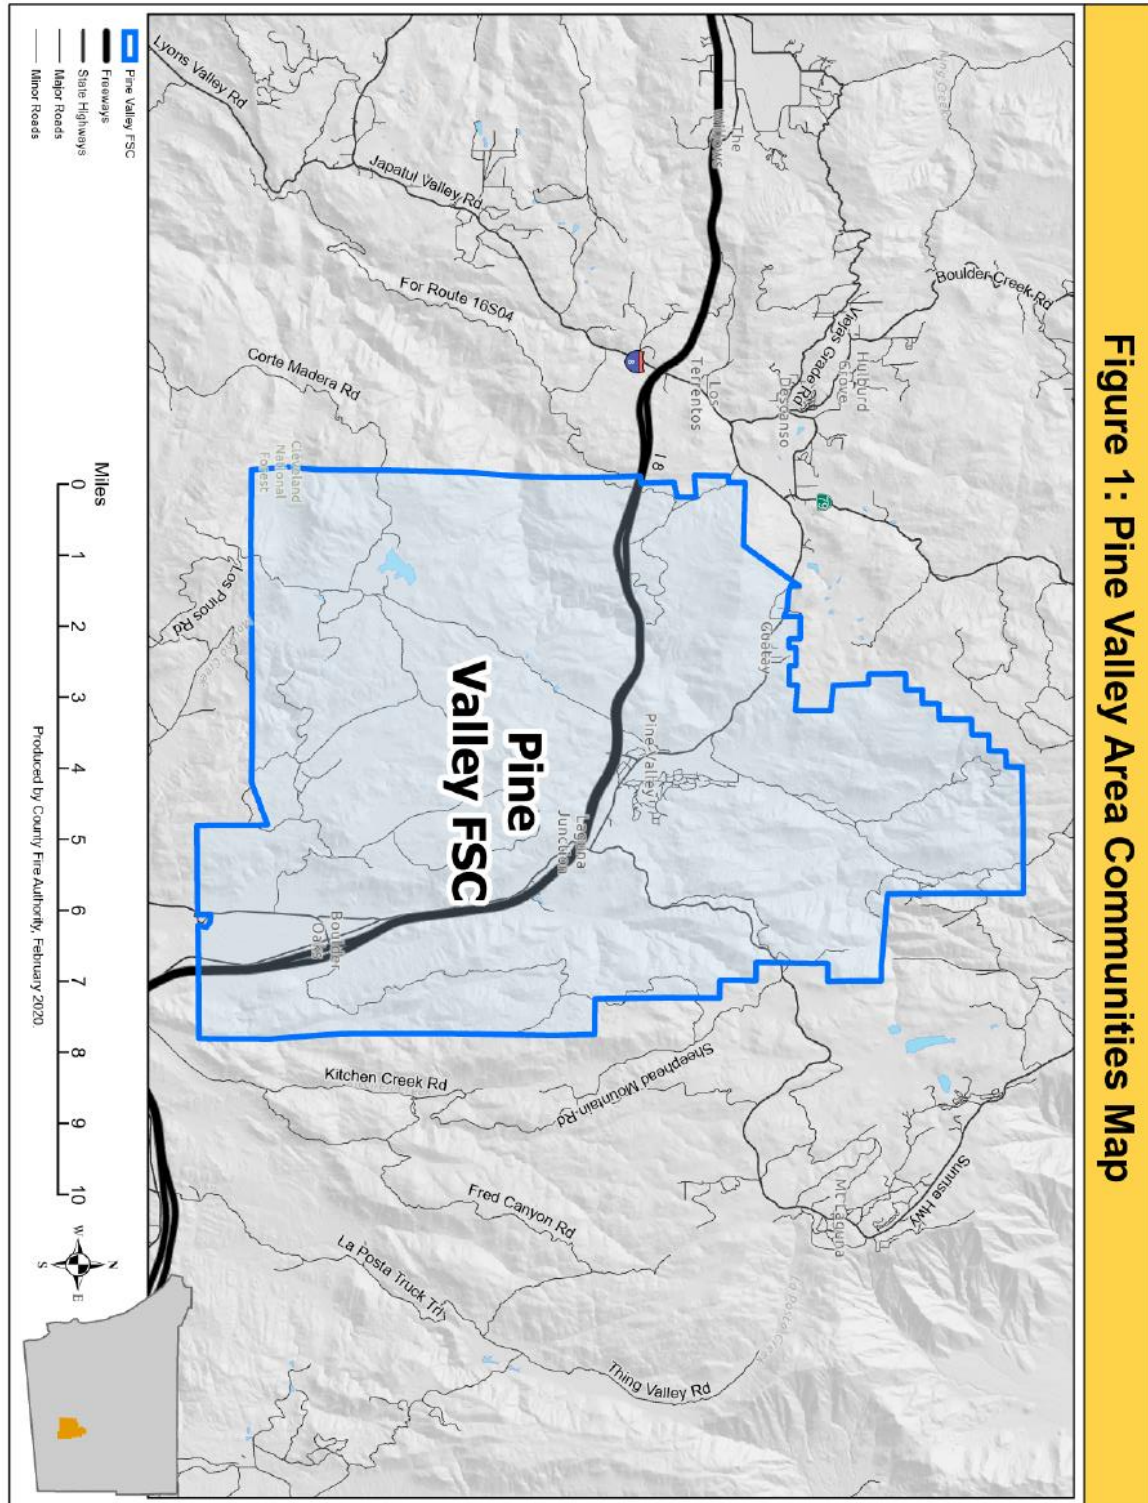 Figure 1: Pine Valley Area Communities Map
Boulder Creek Rd
Viejas Grade Rd
Hulburd
Grove
Descanso
79
The
Willows
Los
Terrentos
8
18
Guatay
Japatul Valley Rd
Lyons Valley Rd
For Route 16S04
Corte Madera Rd
Cleveland
National
Forest
Los Pinos Rd
Pine Valley
Laguna
Junction
Pine
Valley FSC
Boulder
Oaks
Sunrise Hwy
Mt Laguna
Sheephead Mountain Rd
Kitchen Creek Rd
Fred Canyon Rd
La Posta Truck Trl
Thing Valley Rd
La Posta Creek
Pine Valley FSC
Freeways
State Highways
Major Roads
Minor Roads
Miles
0 1 2 3 4 5 6 7 8 9 10
Produced by County Fire Authority, February 2020.
N
W E
S